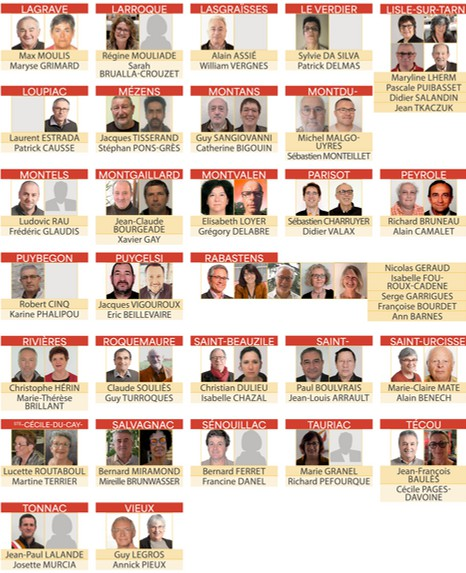 LAGRAVE
Max MOULIS
Maryse GRIMARD
LARROQUE
Régine MOULIADE
Sarah
BRUALLA-CROUZET
LASGRAÏSSES
Alain ASSIÉ
William VERGNES
LE VERDIER
Sylvie DA SILVA
Patrick DELMAS
LISLE-SUR-TARN
Maryline LHERM
Pascale PUIBASSET
Didier SALANDIN
Jean TKACZUK
LOUPIAC
Laurent ESTRADA
Patrick CAUSSE
MÉZENS
Jacques TISSERAND
Stéphan PONS-GRÈS
MONTANS
Guy SANGIOVANNI
Catherine BIGOUIN
MONTDU-
Michel MALGO-
UYRES
Sébastien MONTEILLET
MONTELS
Ludovic RAU
Frédéric GLAUDIS
MONTGAILLARD
Jean-Claude
BOURGEADE
Xavier GAY
MONTVALEN
Elisabeth LOYER
Grégory DELABRE
PARISOT
Sébastien CHARRUYER
Didier VALAX
PEYROLE
Richard BRUNEAU
Alain CAMALET
PUYBEGON
Robert CINQ
Karine PHALIPOU
PUYCELSI
Jacques VIGOUROUX
Eric BEILLEVAIRE
RABASTENS
Nicolas GERAUD
Isabelle FOU-
ROUX-CADENE
Serge GARRIGUES
Françoise BOURDET
Ann BARNES
RIVIÈRES
Christophe HÉRIN
Marie-Thérèse
BRILLANT
ROQUEMAURE
Claude SOULIÈS
Guy TURROQUES
SAINT-BEAUZILE
Christian DULIEU
Isabelle CHAZAL
SAINT-
Paul BOULVRAIS
Jean-Louis ARRAULT
SAINT-URCISSE
Marie-Claire MATE
Alain BENECH
STE-CÉCILE-DU-CAY-
Lucette ROUTABOUL
Martine TERRIER
SALVAGNAC
Bernard MIRAMOND
Mireille BRUNWASSER
SÉNOUILLAC
Bernard FERRET
Francine DANEL
TAURIAC
Marie GRANEL
Richard PEFOURQUE
TÉCOU
Jean-François
BAULÈS
Cécile PAGES-
DAVOINE
TONNAC
Jean-Paul LALANDE
Josette MURCIA
VIEUX
Guy LEGROS
Annick PIEUX